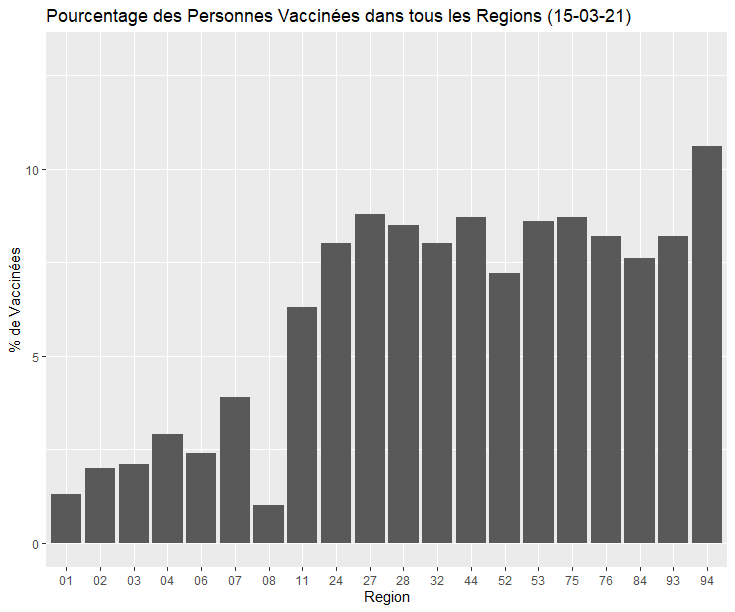 Pourcentage des Personnes Vaccinées dans tous les Regions (15-03-21)
% de Vaccinées
10
5
0
01 02 03 04 06 07 08 11 24 27 28 32 44 52 53 75 76 84 93 94
Region